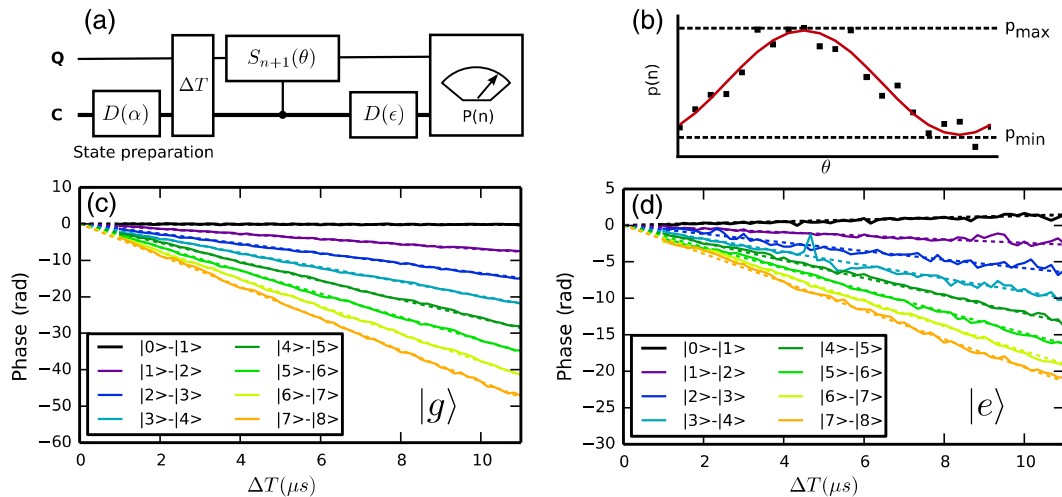 (a)
Q
C
D(α)
ΔT
S_{n+1}(θ)
D(ϵ)
P(n)
State preparation
(b)
p(n)
θ
p_max
p_min
(c)
10
0
−10
−20
−30
−40
−50
−60
Phase (rad)
0 2 4 6 8 10
ΔT(μs)
|0>-|1>
|1>-|2>
|2>-|3>
|3>-|4>
|4>-|5>
|5>-|6>
|6>-|7>
|7>-|8>
|g⟩
(d)
5
0
−5
−10
−15
−20
−25
−30
Phase (rad)
0 2 4 6 8 10
ΔT(μs)
|0>-|1>
|1>-|2>
|2>-|3>
|3>-|4>
|4>-|5>
|5>-|6>
|6>-|7>
|7>-|8>
|e⟩